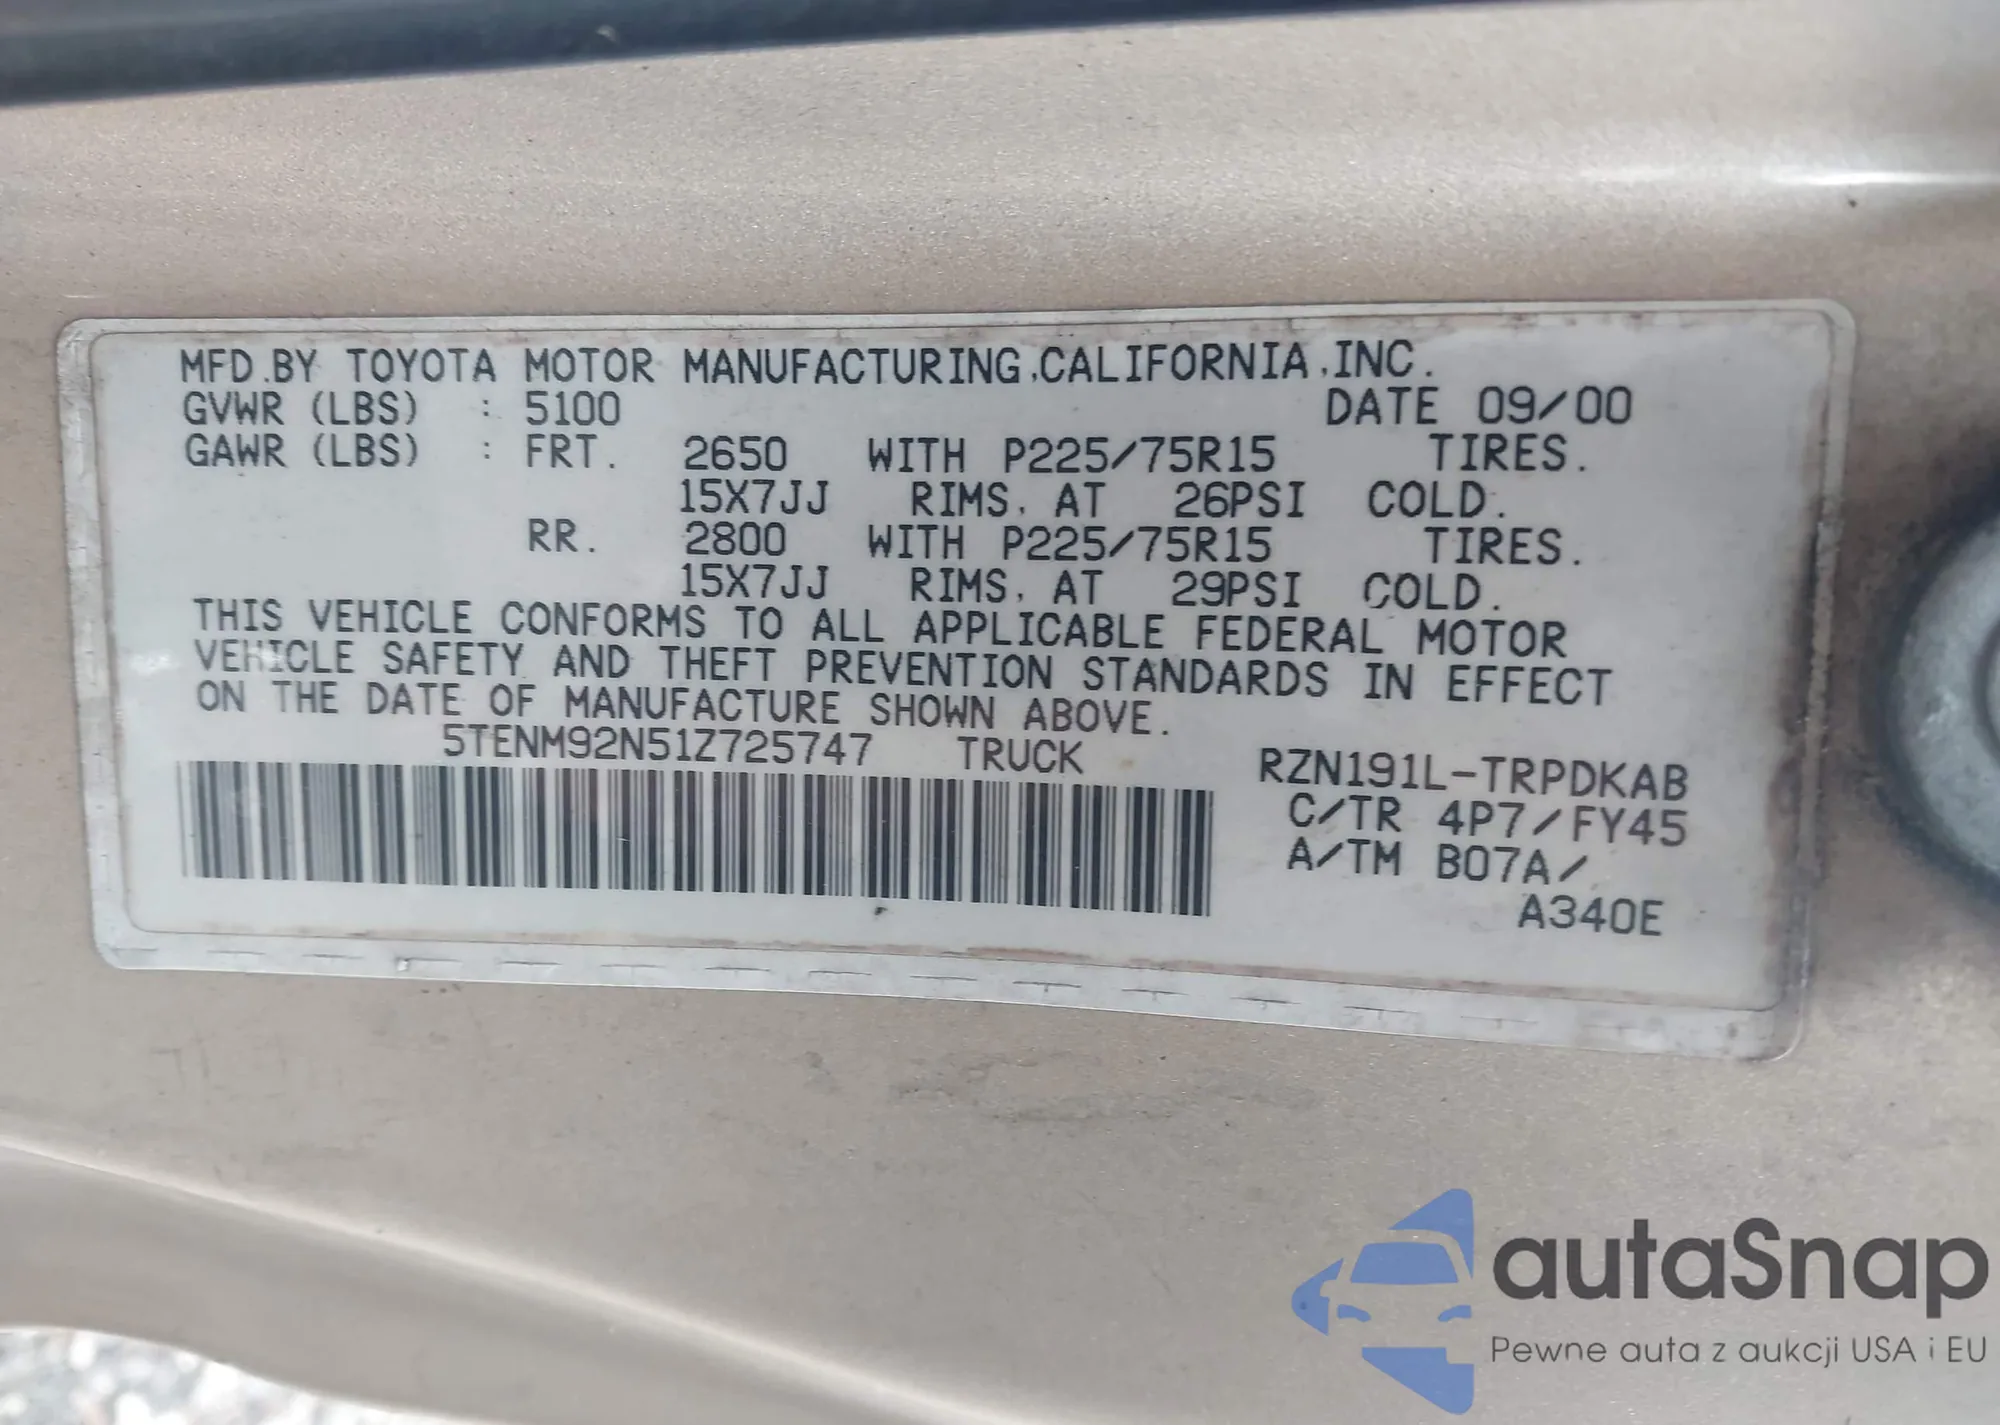 MFD.BY TOYOTA MOTOR MANUFACTURING,CALIFORNIA,INC.
GVWR (LBS) : 5100 DATE 09/00
GAWR (LBS) : FRT. 2650 WITH P225/75R15 TIRES.
15X7JJ RIMS, AT 26PSI COLD.
RR. 2800 WITH P225/75R15 TIRES.
15X7JJ RIMS, AT 29PSI COLD.
THIS VEHICLE CONFORMS TO ALL APPLICABLE FEDERAL MOTOR
VEHICLE SAFETY AND THEFT PREVENTION STANDARDS IN EFFECT
ON THE DATE OF MANUFACTURE SHOWN ABOVE.
5TENM92N51Z725747 TRUCK RZN191L-TRPDKAB
C/TR 4P7/FY45
A/TM B07A/
A340E
autaSnap
Pewne auta z aukcji USA i EU